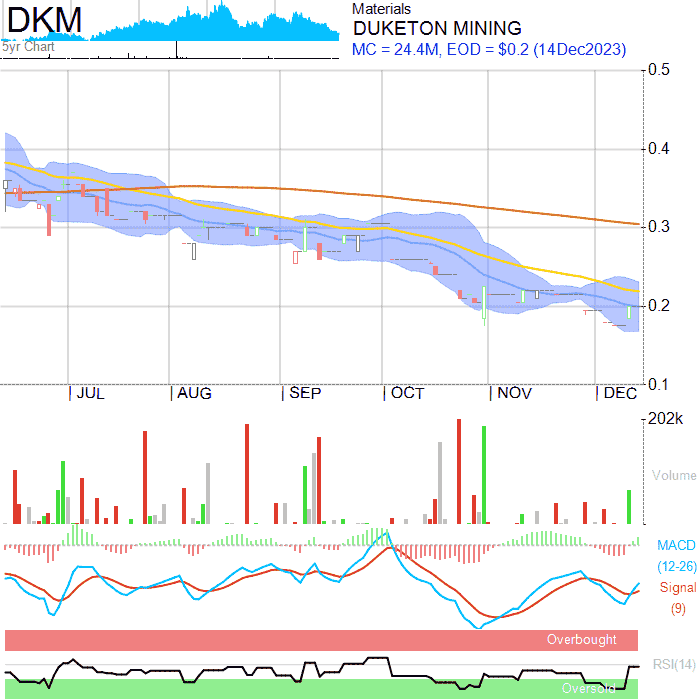 DKM
5yr Chart
Materials
DUKETON MINING
MC = 24.4M, EOD = $0.2 (14Dec2023)
0.5
0.4
0.3
0.2
0.1
JUL AUG SEP OCT NOV DEC
202k
Volume
MACD
(12-26)
Signal
(9)
Overbought
RSI(14)
Oversold